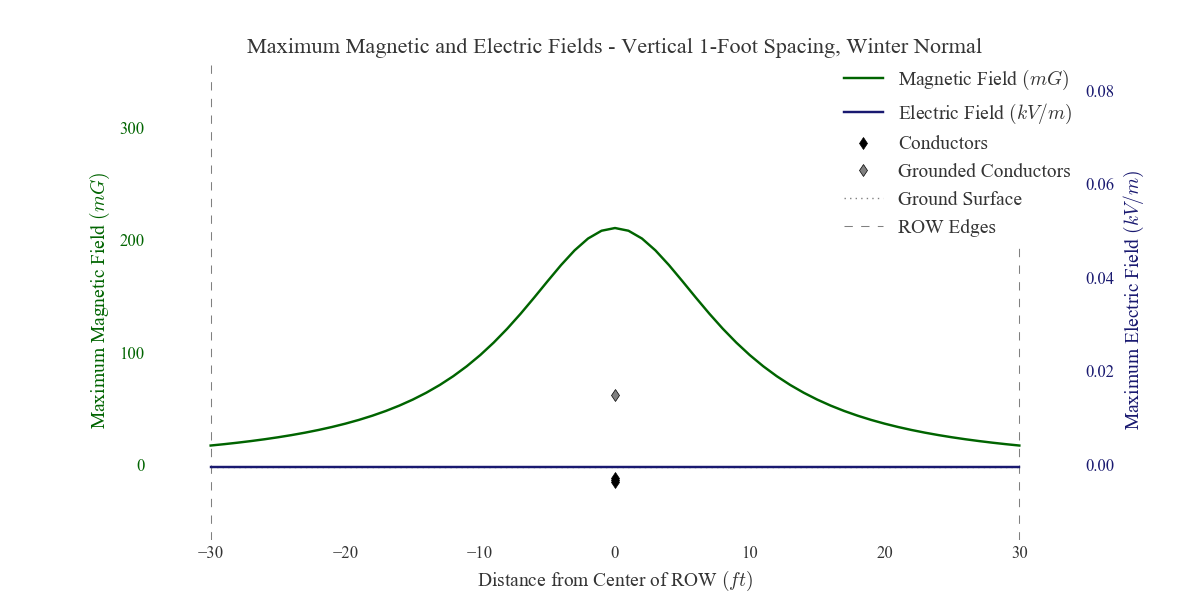 Maximum Magnetic and Electric Fields - Vertical 1-Foot Spacing, Winter Normal
Magnetic Field (mG)
Electric Field (kV/m)
Conductors
Grounded Conductors
Ground Surface
ROW Edges
Maximum Magnetic Field (mG)
300
200
100
0
0.08
0.06
0.04
0.02
0.00
Maximum Electric Field (kV/m)
−30 −20 −10 0 10 20 30
Distance from Center of ROW (ft)